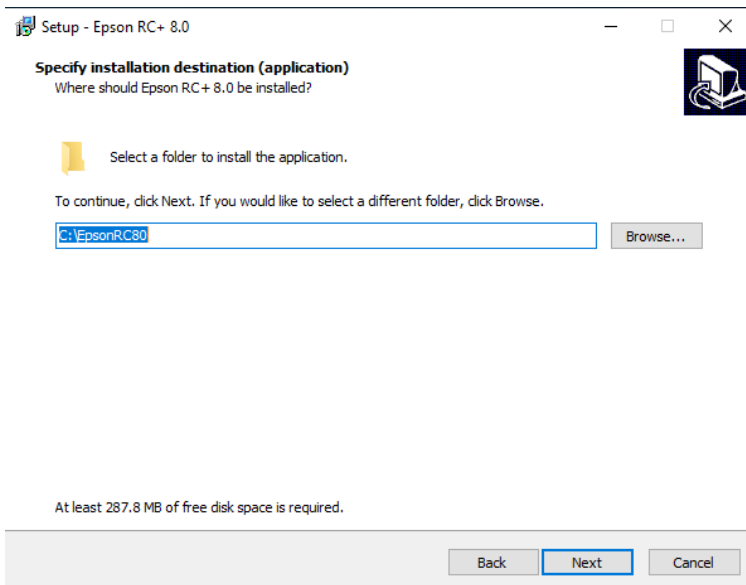 Setup - Epson RC+ 8.0
Specify installation destination (application)
Where should Epson RC+ 8.0 be installed?
Select a folder to install the application.
To continue, click Next. If you would like to select a different folder, click Browse.
C:\EpsonRC80
Browse...
At least 287.8 MB of free disk space is required.
Back Next Cancel